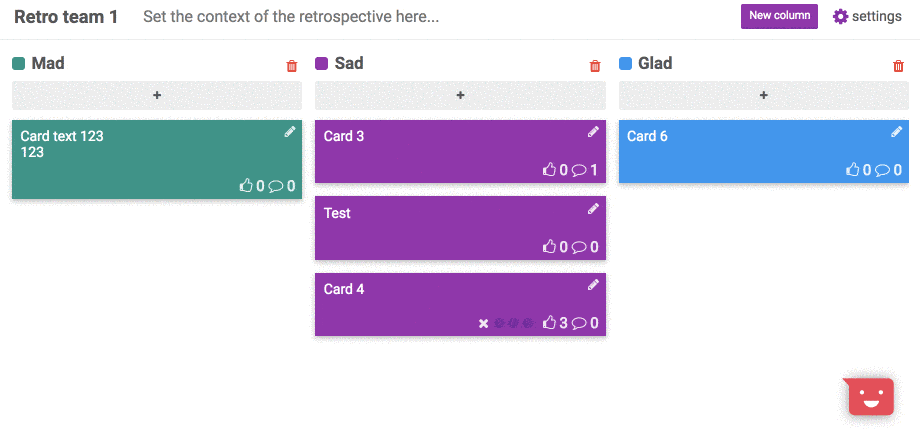 Retro team 1 Set the context of the retrospective here... New column settings
Mad Sad Glad
+ + +
Card text 123
123
0 0
Card 3
0 1
Test
0 0
Card 4
3 0
Card 6
0 0